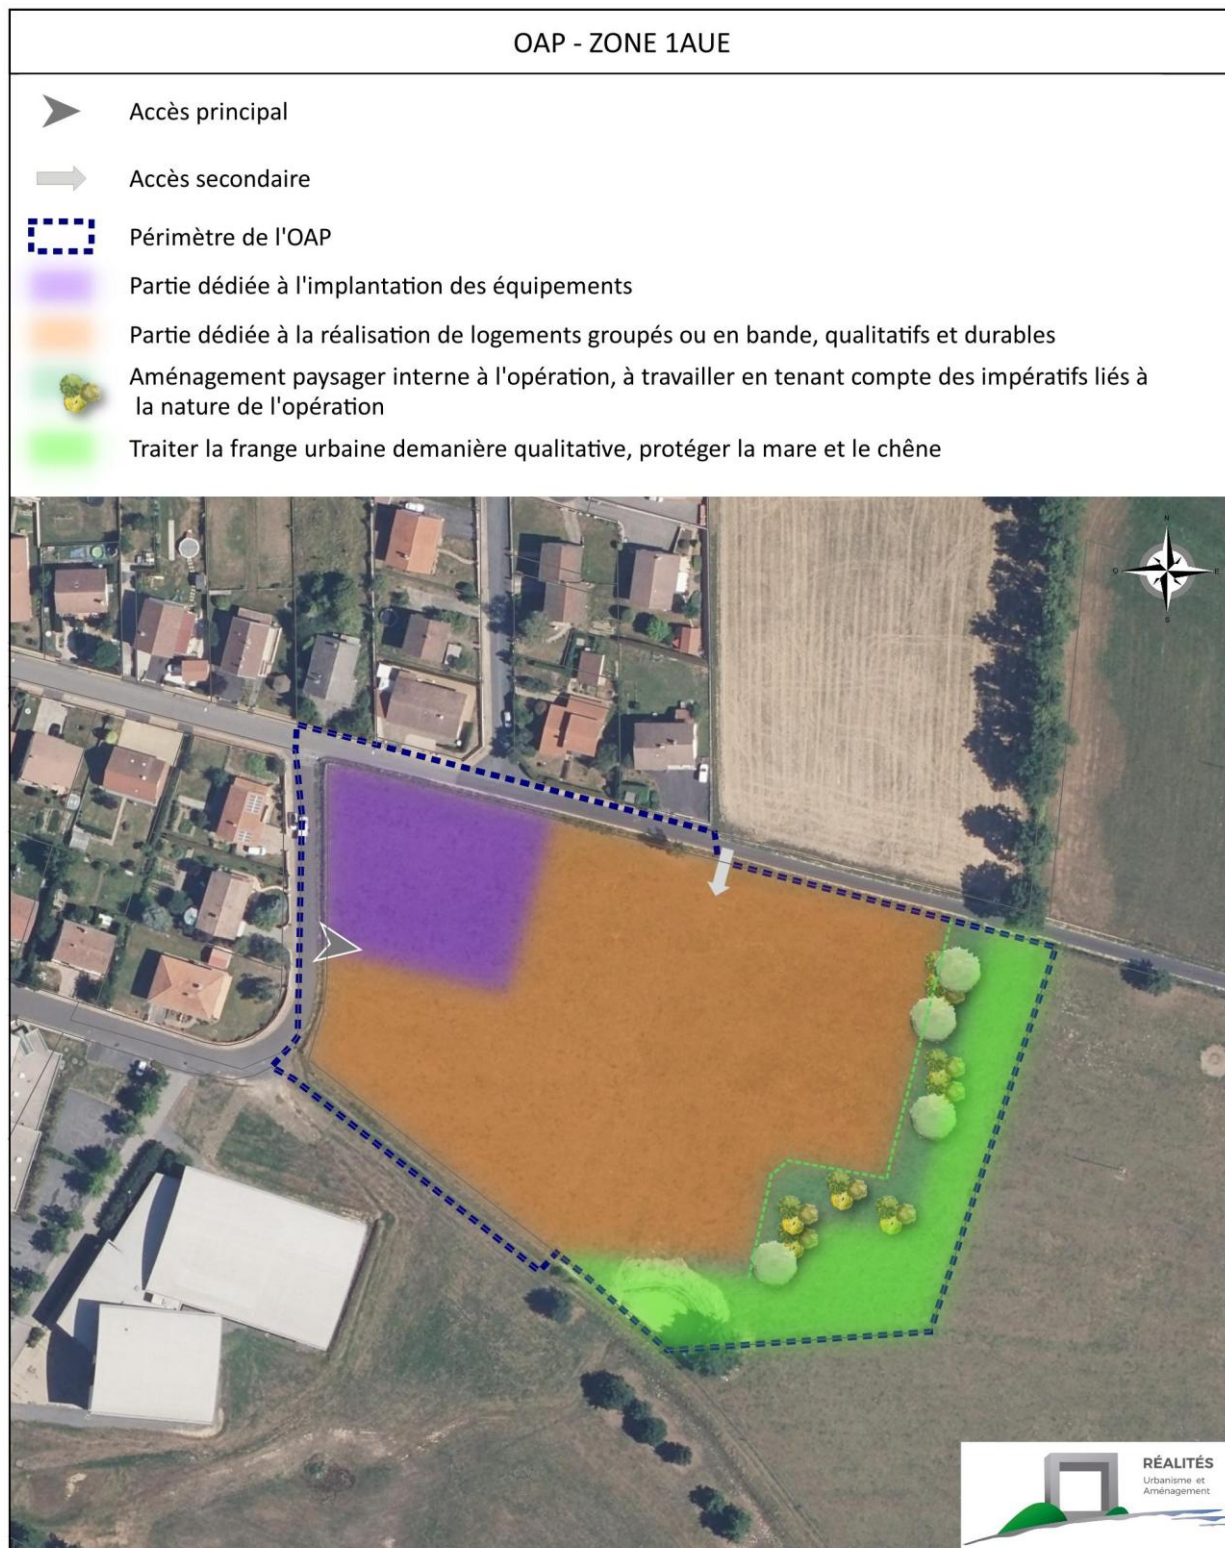 OAP - ZONE 1AUE
Accès principal
Accès secondaire
Périmètre de l'OAP
Partie dédiée à l'implantation des équipements
Partie dédiée à la réalisation de logements groupés ou en bande, qualitatifs et durables
Aménagement paysager interne à l'opération, à travailler en tenant compte des impératifs liés à
la nature de l'opération
Traiter la frange urbaine demanière qualitative, protéger la mare et le chêne
N
O
E
S
RÉALITÉS
Urbanisme et
Aménagement